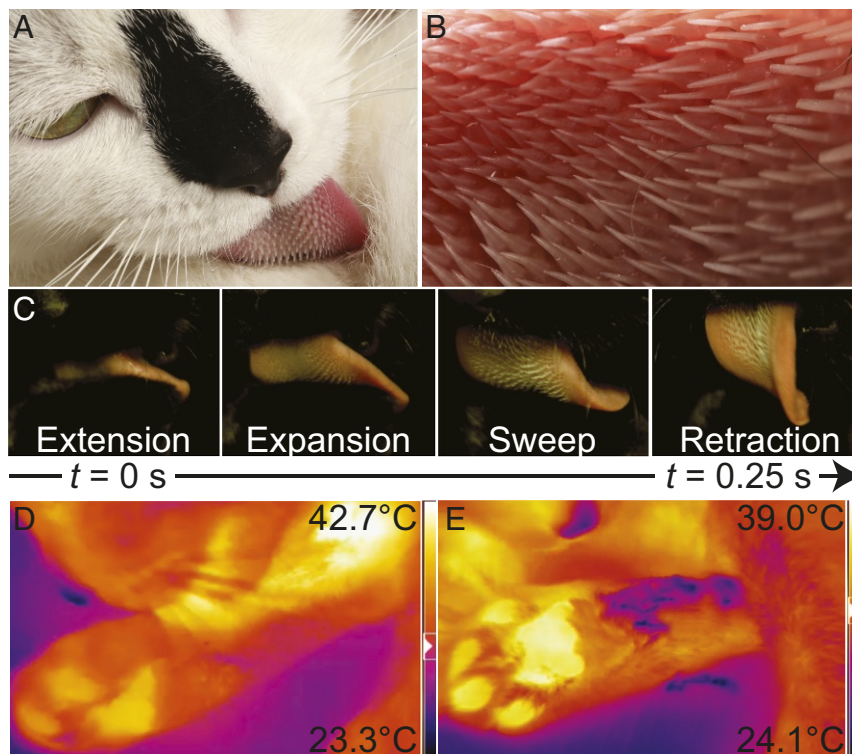 A
B
C
Extension
Expansion
Sweep
Retraction
t = 0 s
t = 0.25 s
D
42.7°C
23.3°C
E
39.0°C
24.1°C